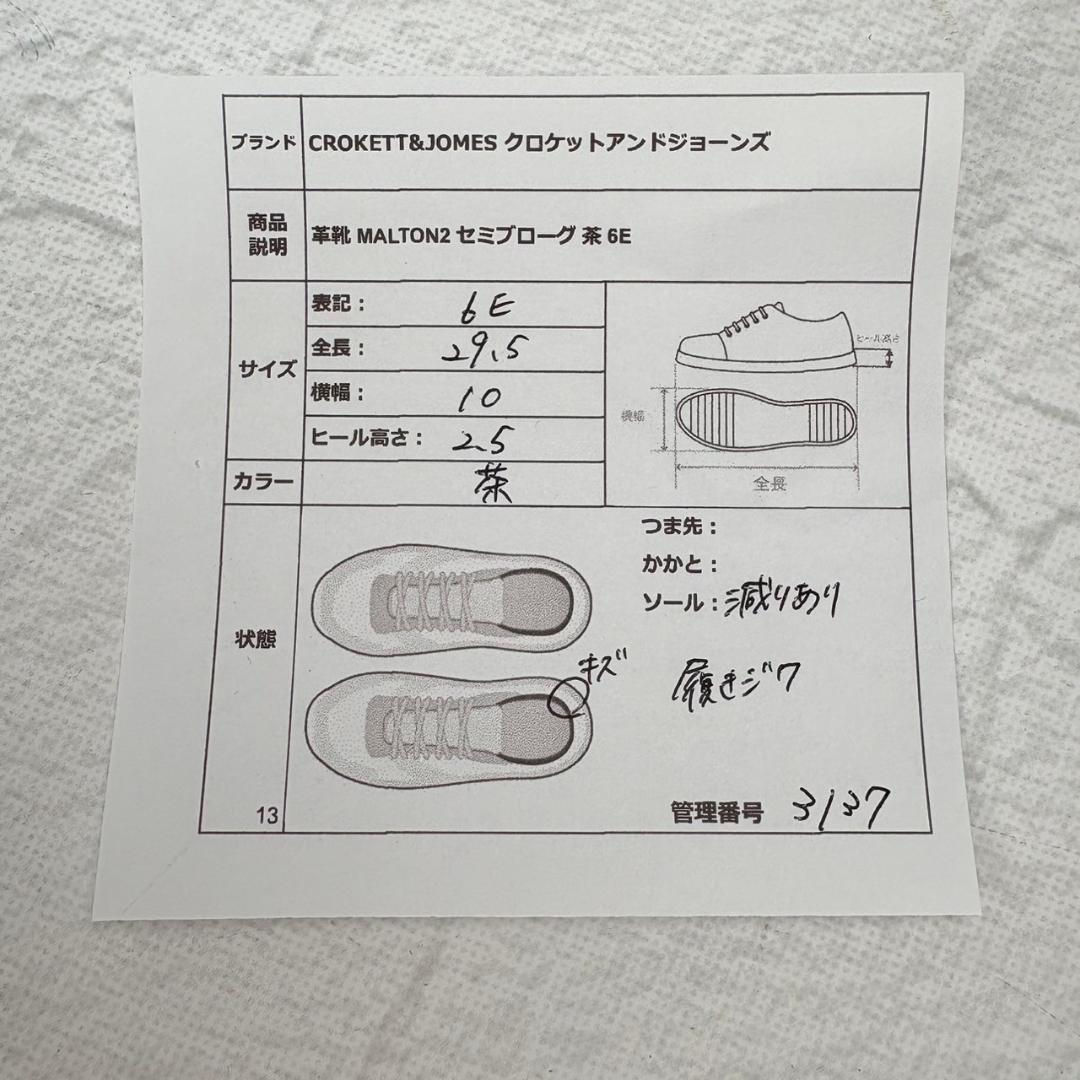 ブランド CROKETT&JOMES クロケットアンドジョーンズ
商品
説明
革靴 MALTON2 セミブローグ 茶 6E
サイズ
表記： 6E
全長： 29.5
横幅： 10
ヒール高さ： 2.5
ヒール高さ
横幅
全長
カラー 茶
状態
つま先：
かかと：
ソール：減りあり
キズ
履きジワ
13
管理番号 3137